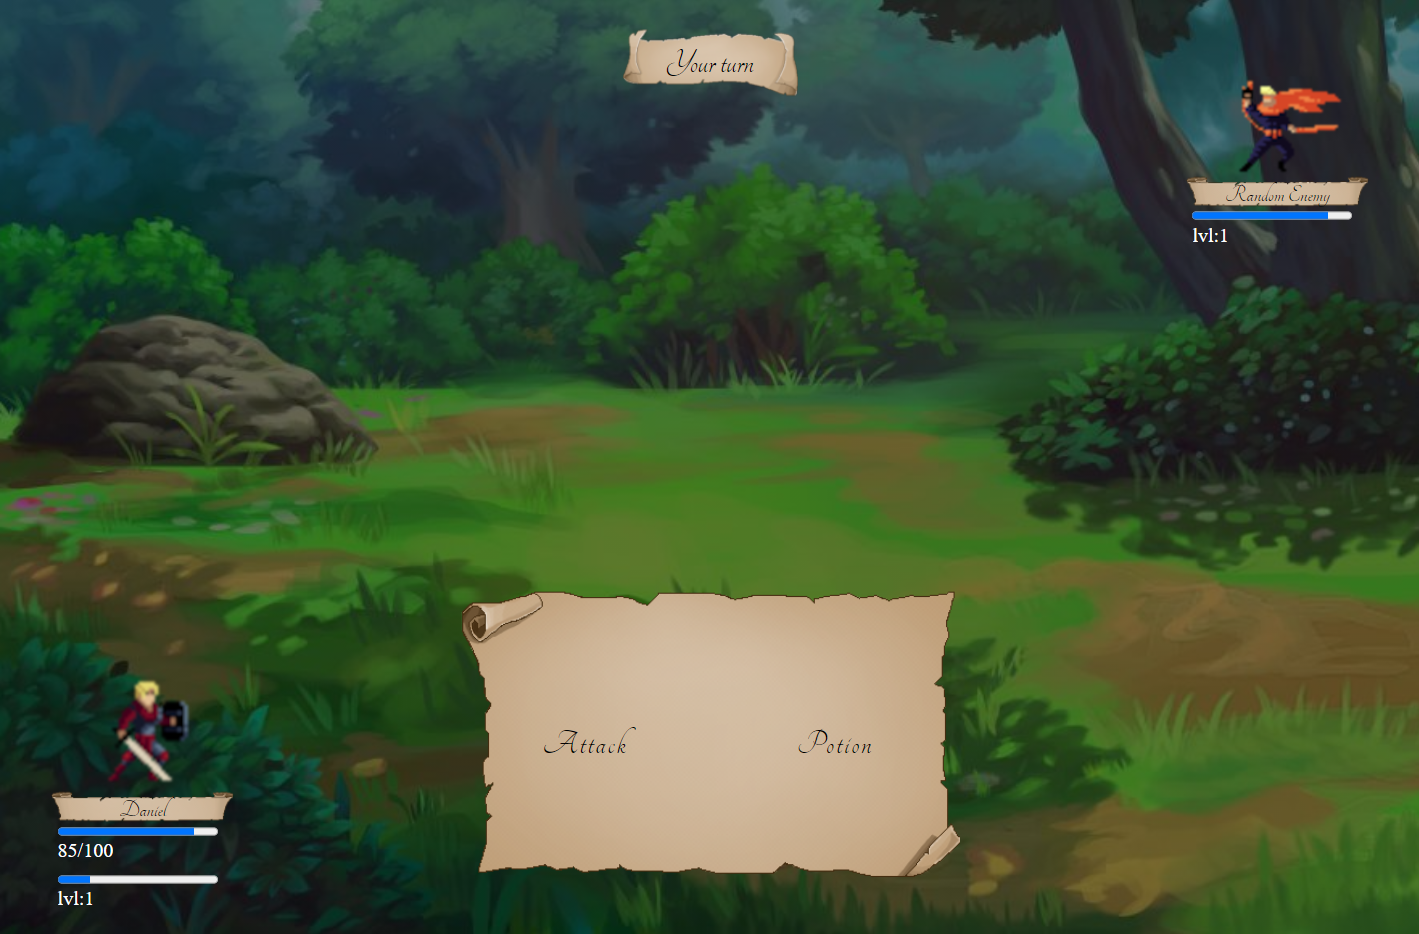 Your turn
Random Enemy
lvl:1
Attack
Potion
Daniel
85/100
lvl:1